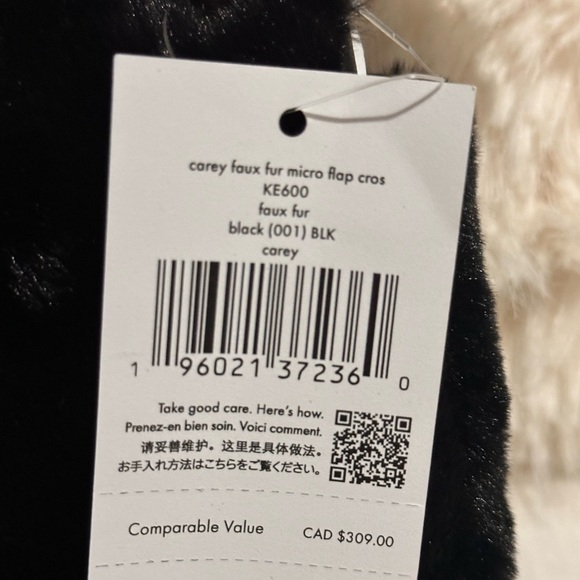 carey faux fur micro flap cros
KE600
faux fur
black (001) BLK
carey
1 96021 37236 0
Take good care. Here's how.
Prenez-en bien soin. Voici comment.
请妥善维护。这里是具体做法。
お手入れ方法はこちらをご覧ください。
Comparable Value CAD $309.00